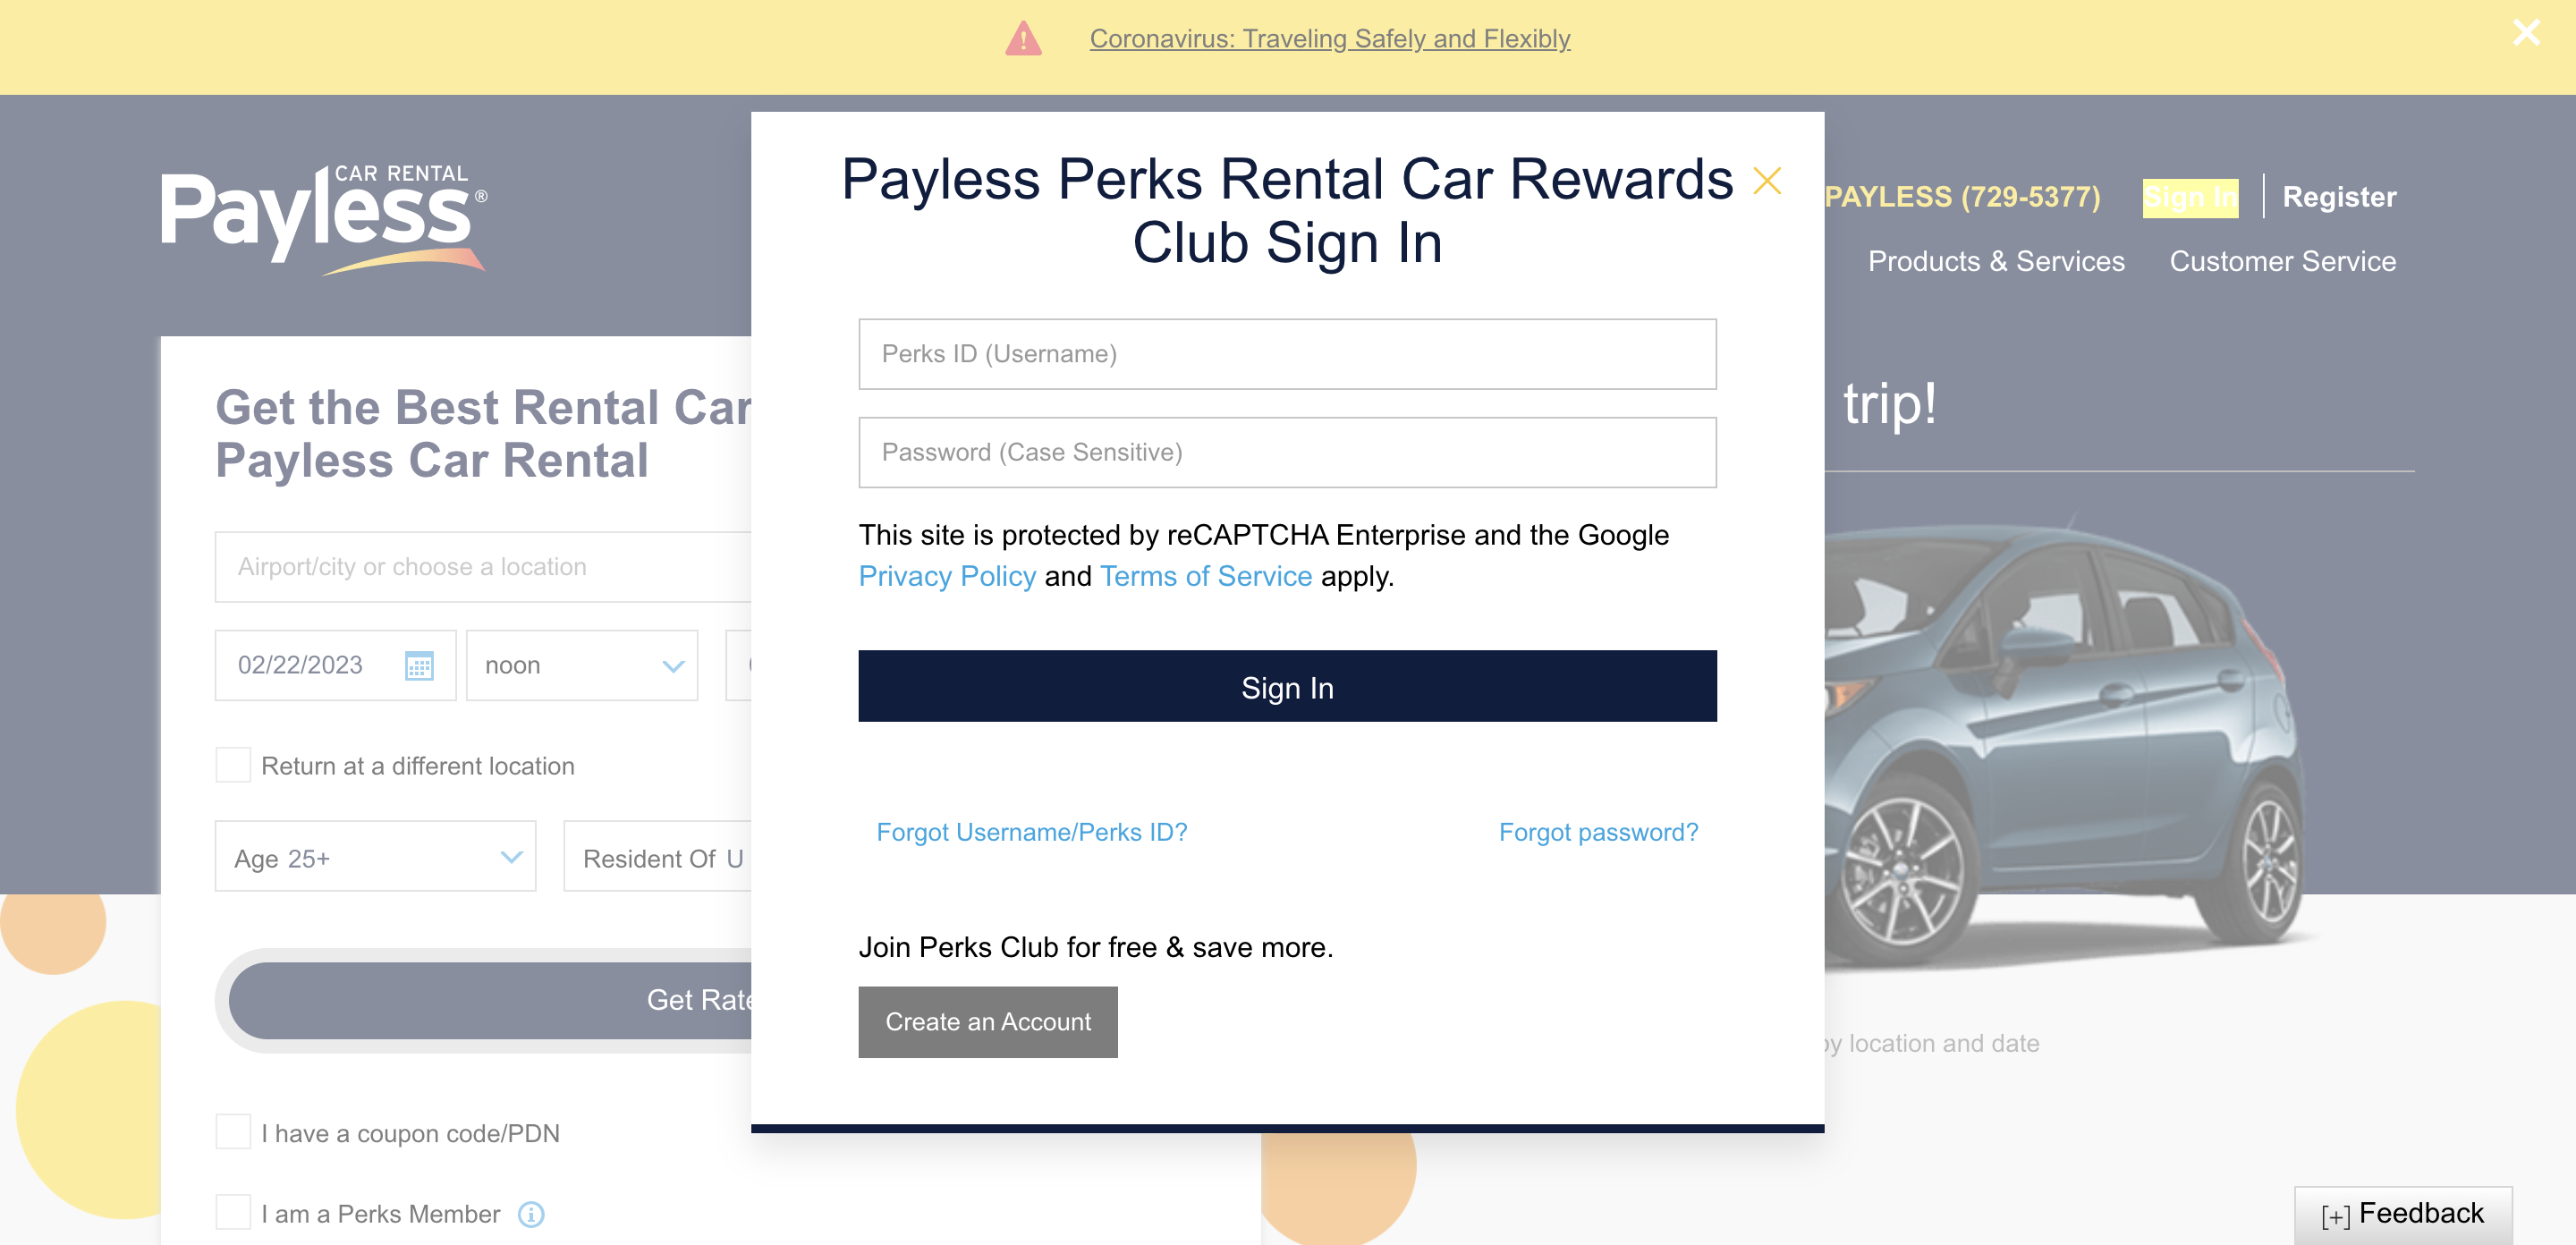 Coronavirus: Traveling Safely and Flexibly
CAR RENTAL
Payless®
PAYLESS (729-5377)
Sign In
Register
Products & Services
Customer Service
Payless Perks Rental Car Rewards
Club Sign In
Perks ID (Username)
Password (Case Sensitive)
This site is protected by reCAPTCHA Enterprise and the Google
Privacy Policy and Terms of Service apply.
Sign In
Forgot Username/Perks ID?
Forgot password?
Join Perks Club for free & save more.
Create an Account
Get the Best Rental Car
Payless Car Rental
Airport/city or choose a location
02/22/2023
noon
Return at a different location
Age 25+
Resident Of U
Get Rate
I have a coupon code/PDN
I am a Perks Member
trip!
by location and date
[+] Feedback